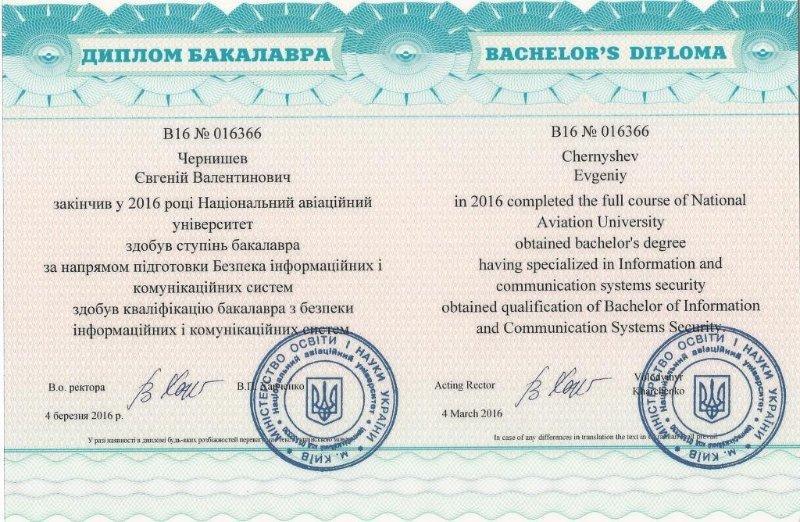 ДИПЛОМ БАКАЛАВРА
В16 № 016366
Чернишев
Євгеній Валентинович
закінчив у 2016 році Національний авіаційний
університет
здобув ступінь бакалавра
за напрямом підготовки Безпека інформаційних і
комунікаційних систем
здобув кваліфікацію бакалавра з безпеки
інформаційних і комунікаційних систем
В.о. ректора
В.П. Харченко
4 березня 2016 р.
У разі наявності в дипломі будь-яких розбіжностей
МІНІСТЕРСТВО ОСВІТИ І НАУКИ УКРАЇНИ
Національний авіаційний університет
м. КИЇВ
BACHELOR'S DIPLOMA
B16 № 016366
Chernyshev
Evgeniy
in 2016 completed the full course of National
Aviation University
obtained bachelor's degree
having specialized in Information and
communication systems security
obtained qualification of Bachelor of Information
and Communication Systems Security.
Acting Rector
Volodymyr
Kharchenko
4 March 2016
In case of any differences in translation the text in
МІНІСТЕРСТВО ОСВІТИ І НАУКИ УКРАЇНИ
Національний авіаційний університет
м. КИЇВ